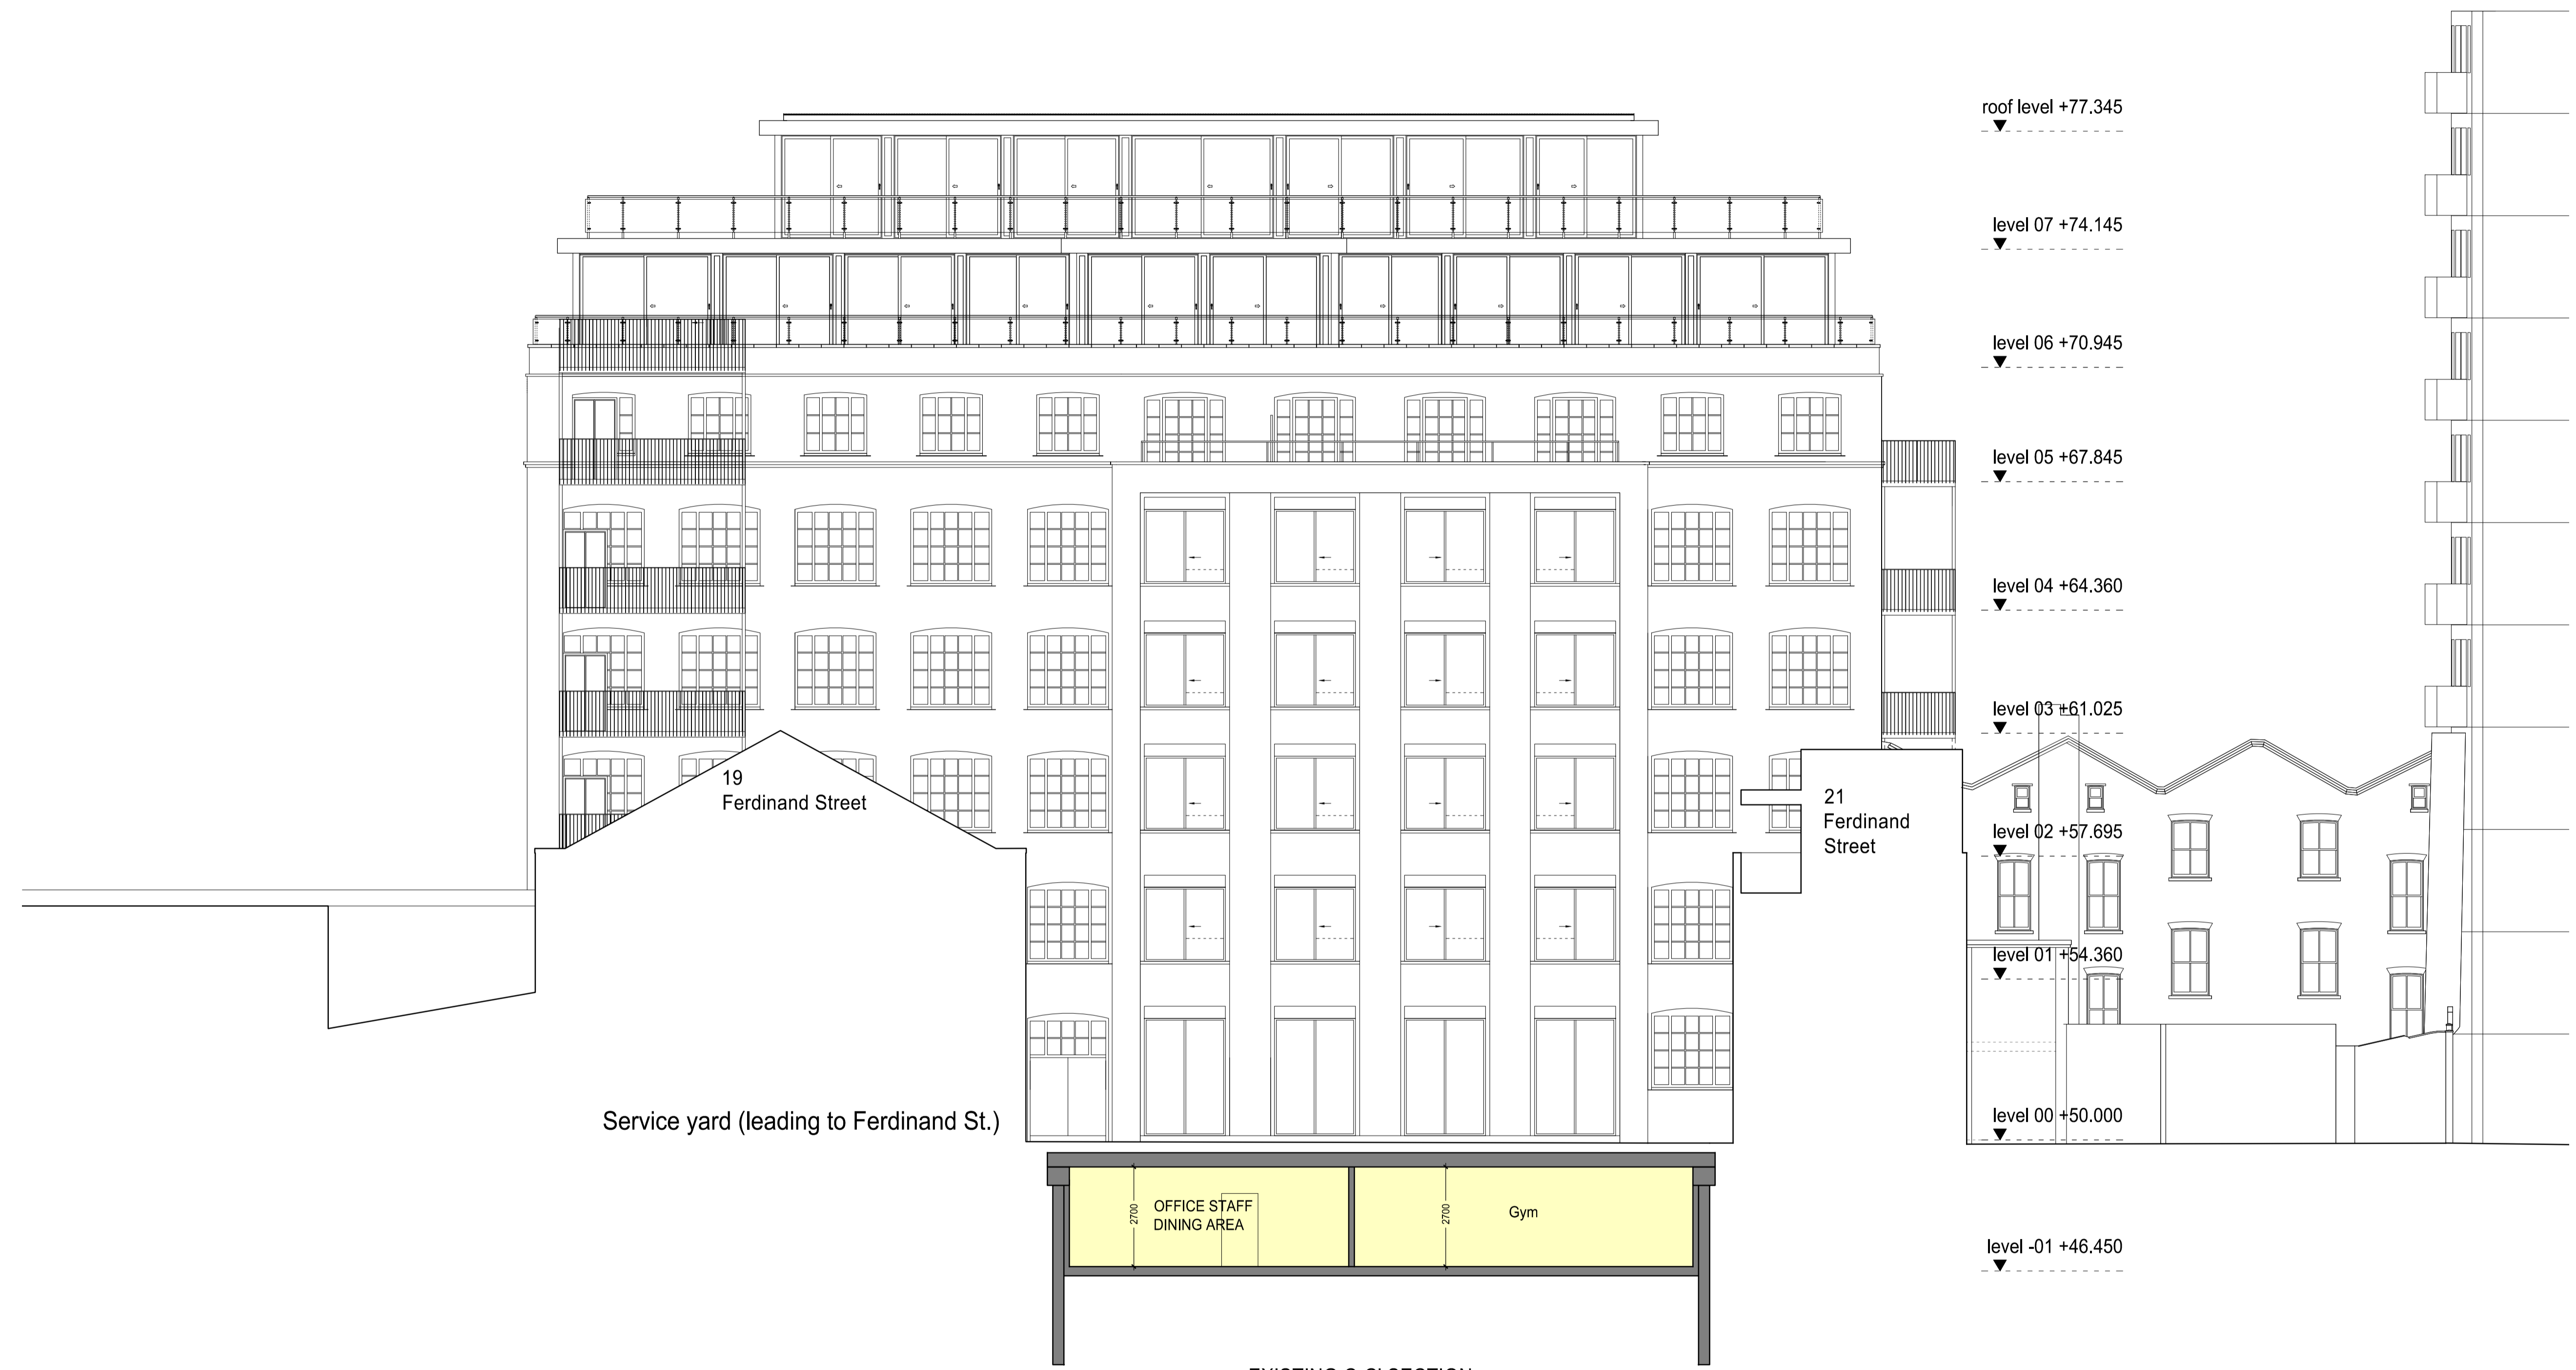 roof level +77.345
level 07 +74.145
level 06 +70.945
level 05 +67.845
level 04 +64.360
level 03 +61.025
19
Ferdinand Street
21
Ferdinand
Street
level 02 +57.695
level 01 +54.360
Service yard (leading to Ferdinand St.)
level 00 +50.000
2700
OFFICE STAFF
DINING AREA
2700
Gym
level -01 +46.450